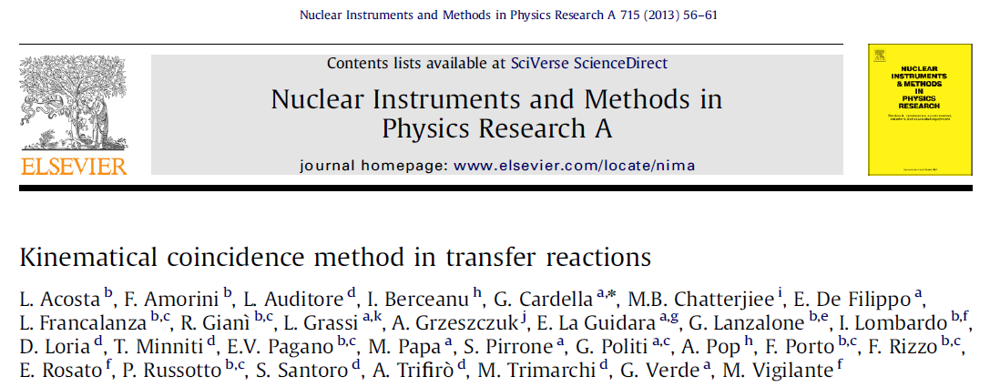 Nuclear Instruments and Methods in Physics Research A 715 (2013) 56–61
Contents lists available at SciVerse ScienceDirect
Nuclear Instruments and Methods in
Physics Research A
journal homepage: www.elsevier.com/locate/nima
ELSEVIER
NUCLEAR
INSTRUMENTS
& METHODS
IN
PHYSICS
RESEARCH
Kinematical coincidence method in transfer reactions
L. Acosta b, F. Amorini b, L. Auditore d, I. Berceanu h, G. Cardella a,*, M.B. Chatterjiee i, E. De Filippo a,
L. Francalanza b,c, R. Gianì b,c, L. Grassi a,k, A. Grzeszczuk j, E. La Guidara a,g, G. Lanzalone b,e, I. Lombardo b,f,
D. Loria d, T. Minniti d, E.V. Pagano b,c, M. Papa a, S. Pirrone a, G. Politi a,c, A. Pop h, F. Porto b,c, F. Rizzo b,c,
E. Rosato f, P. Russotto b,c, S. Santoro d, A. Trifirò d, M. Trimarchi d, G. Verde a, M. Vigilante f